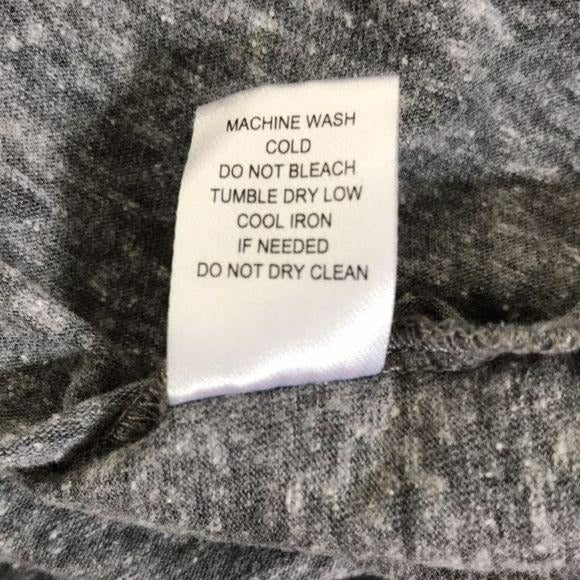 MACHINE WASH
COLD
DO NOT BLEACH
TUMBLE DRY LOW
COOL IRON
IF NEEDED
DO NOT DRY CLEAN